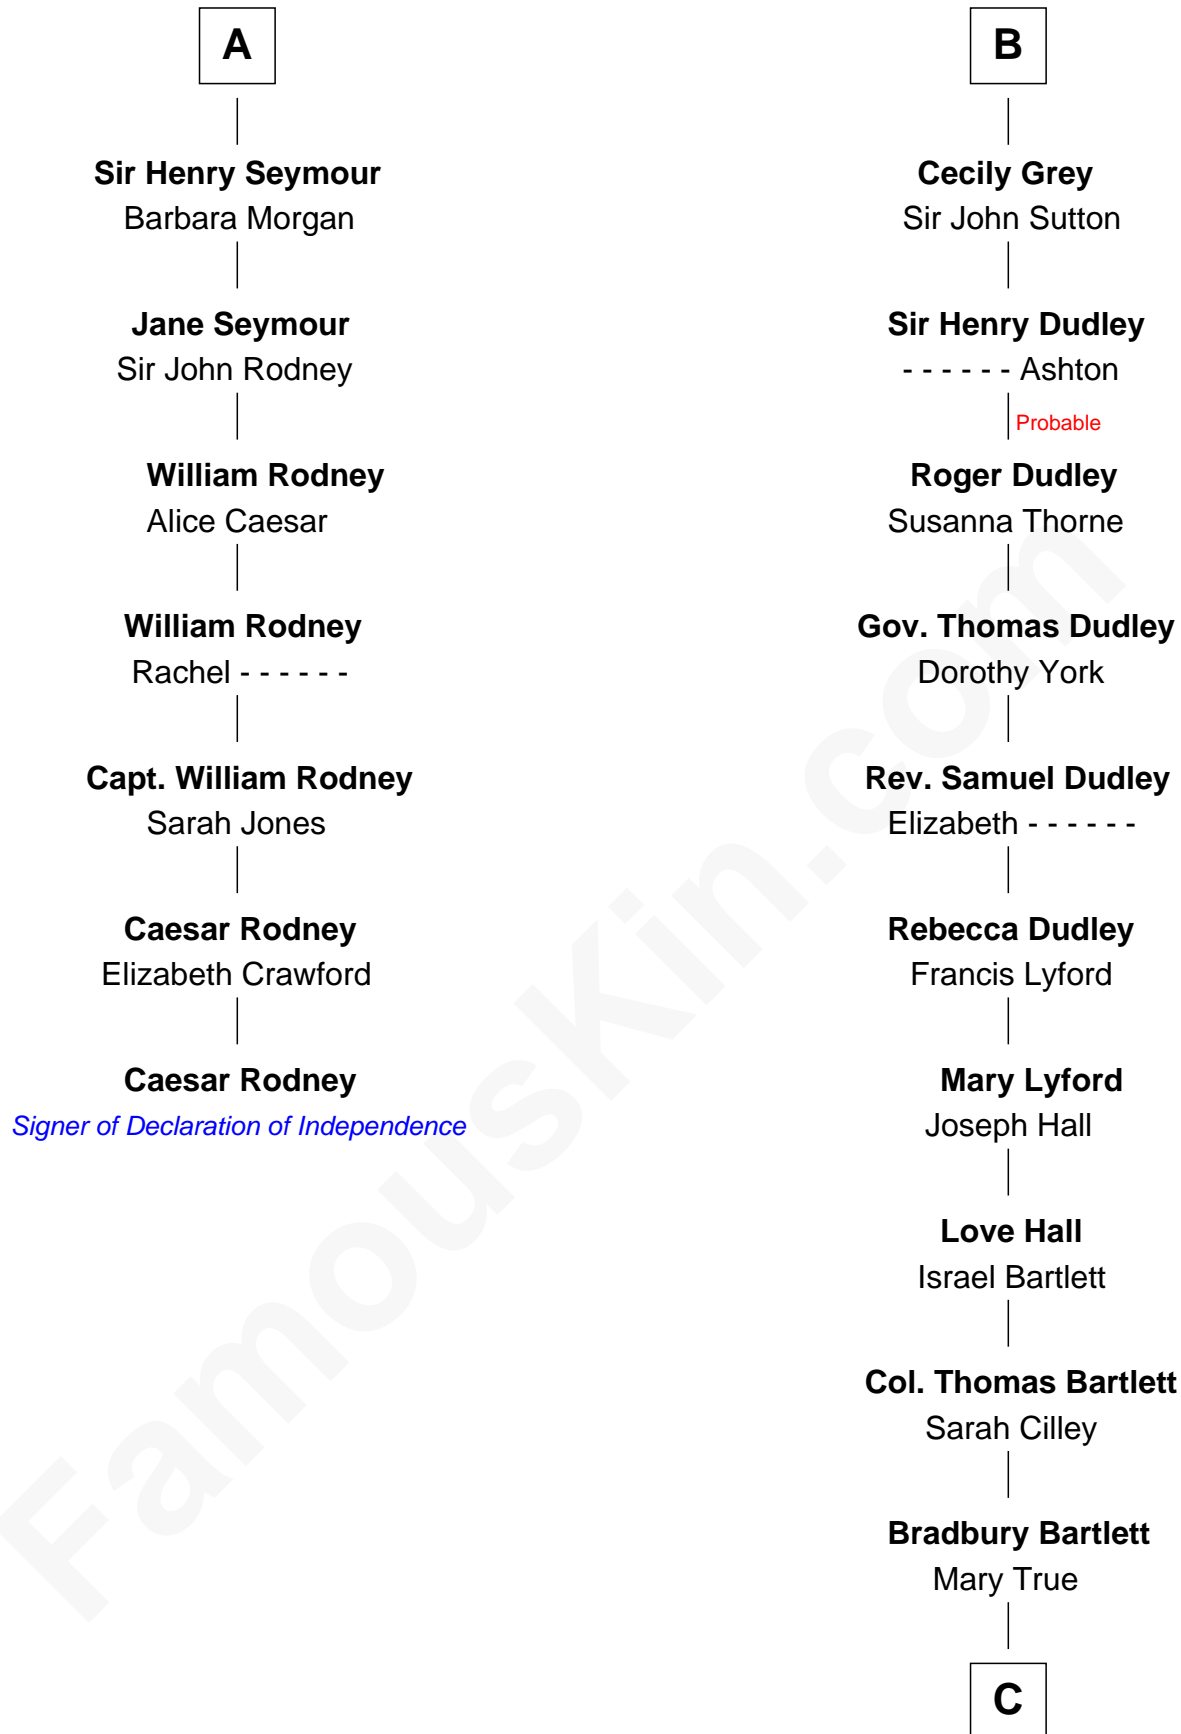 A
Sir Henry Seymour
Barbara Morgan
Jane Seymour
Sir John Rodney
William Rodney
Alice Caesar
William Rodney
Rachel - - - - - -
Capt. William Rodney
Sarah Jones
Caesar Rodney
Elizabeth Crawford
Caesar Rodney
Signer of Declaration of Independence
B
Cecily Grey
Sir John Sutton
Sir Henry Dudley
- - - - - - Ashton
Probable
Roger Dudley
Susanna Thorne
Gov. Thomas Dudley
Dorothy York
Rev. Samuel Dudley
Elizabeth - - - - - -
Rebecca Dudley
Francis Lyford
Mary Lyford
Joseph Hall
Love Hall
Israel Bartlett
Col. Thomas Bartlett
Sarah Cilley
Bradbury Bartlett
Mary True
C
FamousKin.com